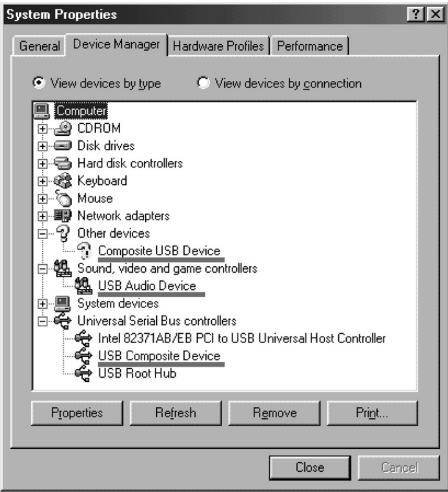 System Properties
General Device Manager Hardware Profiles Performance
View devices by type View devices by connection
Computer
CDROM
Disk drives
Hard disk controllers
Keyboard
Mouse
Network adapters
Other devices
Composite USB Device
Sound, video and game controllers
USB Audio Device
System devices
Universal Serial Bus controllers
Intel 82371AB/EB PCI to USB Universal Host Controller
USB Composite Device
USB Root Hub
Properties Refresh Remove Print...
Close Cancel